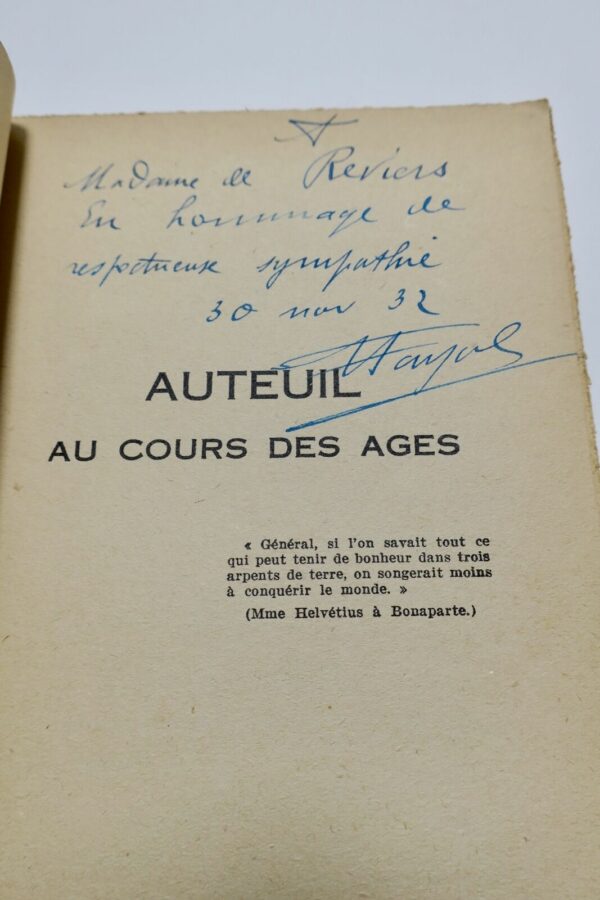 A
Madame de Reviers
En hommage de
respectueuse sympathie
30 nov 32
AUTEUIL
AU COURS DES AGES
« Général, si l'on savait tout ce
qui peut tenir de bonheur dans trois
arpents de terre, on songerait moins
à conquérir le monde. »
(Mme Helvétius à Bonaparte.)